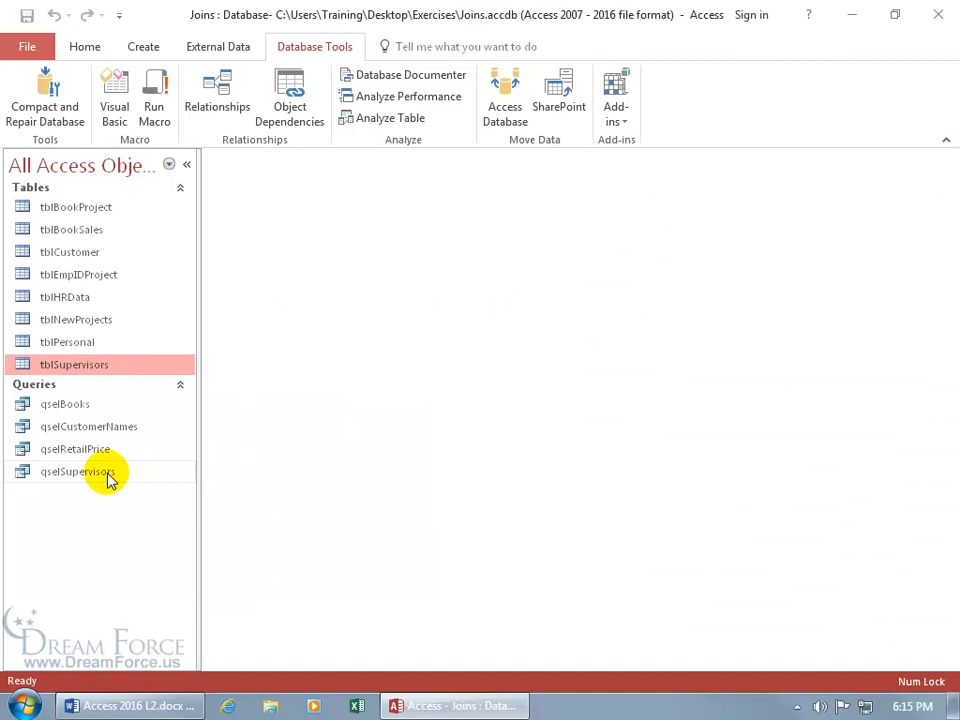 Joins : Database- C:\Users\Training\Desktop\Exercises\Joins.accdb (Access 2007 - 2016 file format) - Access
Sign in
?
File
Home
Create
External Data
Database Tools
Tell me what you want to do
Compact and
Repair Database
Visual
Basic
Run
Macro
Relationships
Object
Dependencies
Database Documenter
Analyze Performance
Analyze Table
Access
Database
SharePoint
Add-
ins
Tools
Macro
Relationships
Analyze
Move Data
Add-ins
All Access Obje...
Tables
tblBookProject
tblBookSales
tblCustomer
tblEmpIDProject
tblHRData
tblNewProjects
tblPersonal
tblSupervisors
Queries
qselBooks
qselCustomerNames
qselRetailPrice
qselSupervisors
DREAM FORCE
www.DreamForce.us
Ready
Num Lock
Access 2016 L2.docx ...
Access - Joins : Data...
6:15 PM